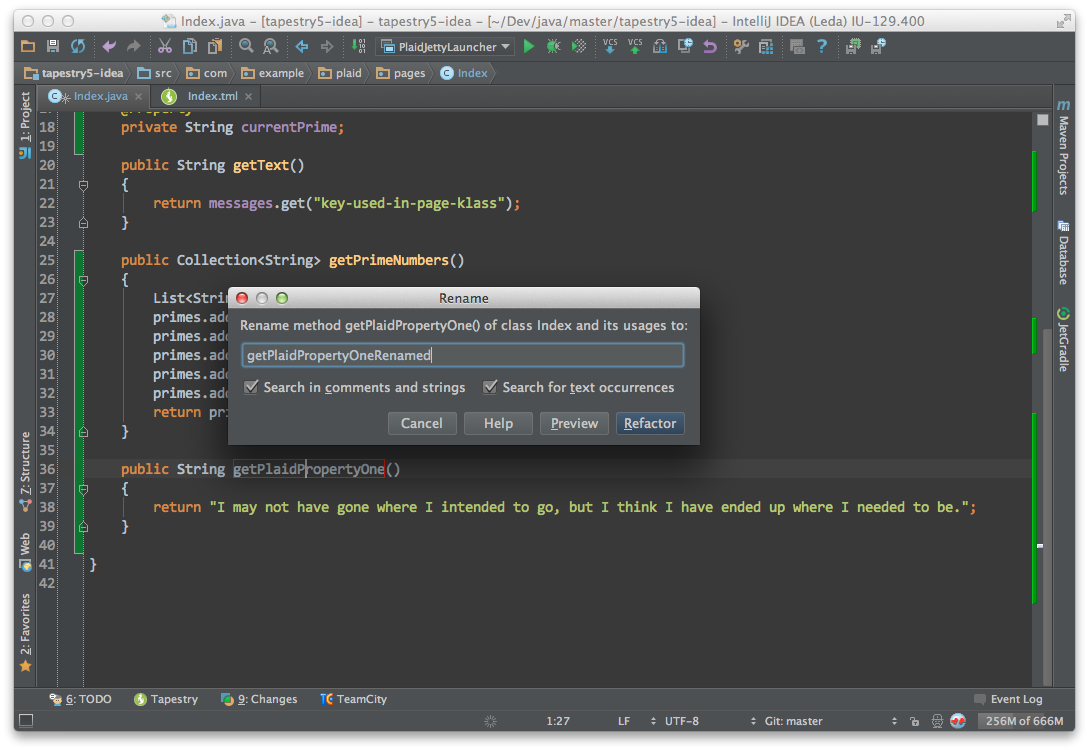 Index.java – [tapestry5-idea] – tapestry5-idea – [~/Dev/java/master/tapestry5-idea] – IntelliJ IDEA (Leda) IU-129.400
PlaidJettyLauncher
VCS VCS
tapestry5-idea src com example plaid pages Index
Index.java Index.tml
1: Project
Z: Structure
Web
2: Favorites
18 private String currentPrime;
19
20 public String getText()
21 {
22 return messages.get("key-used-in-page-klass");
23 }
24
25 public Collection<String> getPrimeNumbers()
26 {
27 List<Strin
28 primes.add
29 primes.add
30 primes.add
31 primes.add
32 primes.add
33 return pri
34 }
35
36 public String getPlaidPropertyOne()
37 {
38 return "I may not have gone where I intended to go, but I think I have ended up where I needed to be.";
39 }
40
41 }
42
Rename
Rename method getPlaidPropertyOne() of class Index and its usages to:
getPlaidPropertyOneRenamed
Search in comments and strings Search for text occurrences
Cancel Help Preview Refactor
Maven Projects
Database
JetGradle
6: TODO Tapestry 9: Changes TeamCity Event Log
1:27 LF UTF-8 Git: master 256M of 666M